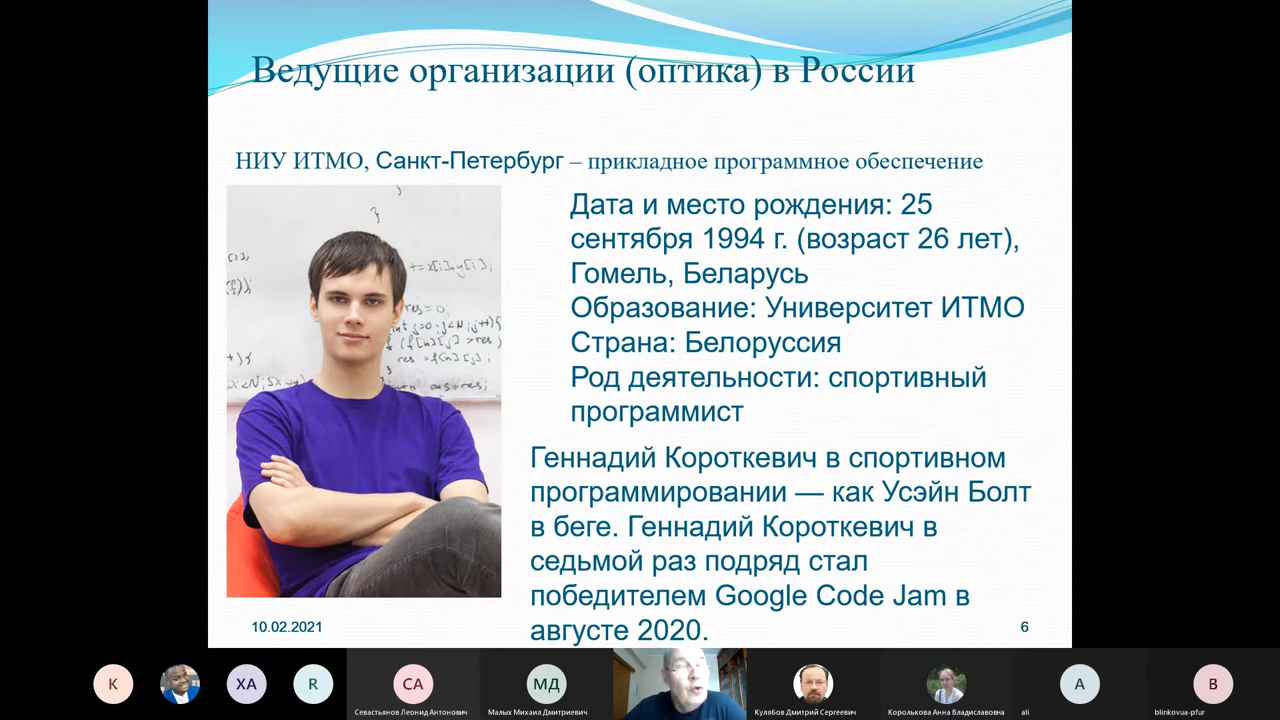 Ведущие организации (оптика) в России
НИУ ИТМО, Санкт-Петербург – прикладное программное обеспечение
Дата и место рождения: 25
сентября 1994 г. (возраст 26 лет),
Гомель, Беларусь
Образование: Университет ИТМО
Страна: Белоруссия
Род деятельности: спортивный
программист
Геннадий Короткевич в спортивном
программировании — как Усэйн Болт
в беге. Геннадий Короткевич в
седьмой раз подряд стал
победителем Google Code Jam в
августе 2020.
10.02.2021
6
K
XA
R
CA
МД
A
B
Севастьянов Леонид Антонович
Малых Михаил Дмитриевич
Кулябов Дмитрий Сергеевич
Королькова Анна Владиславовна
ali
blinkovua-pfur